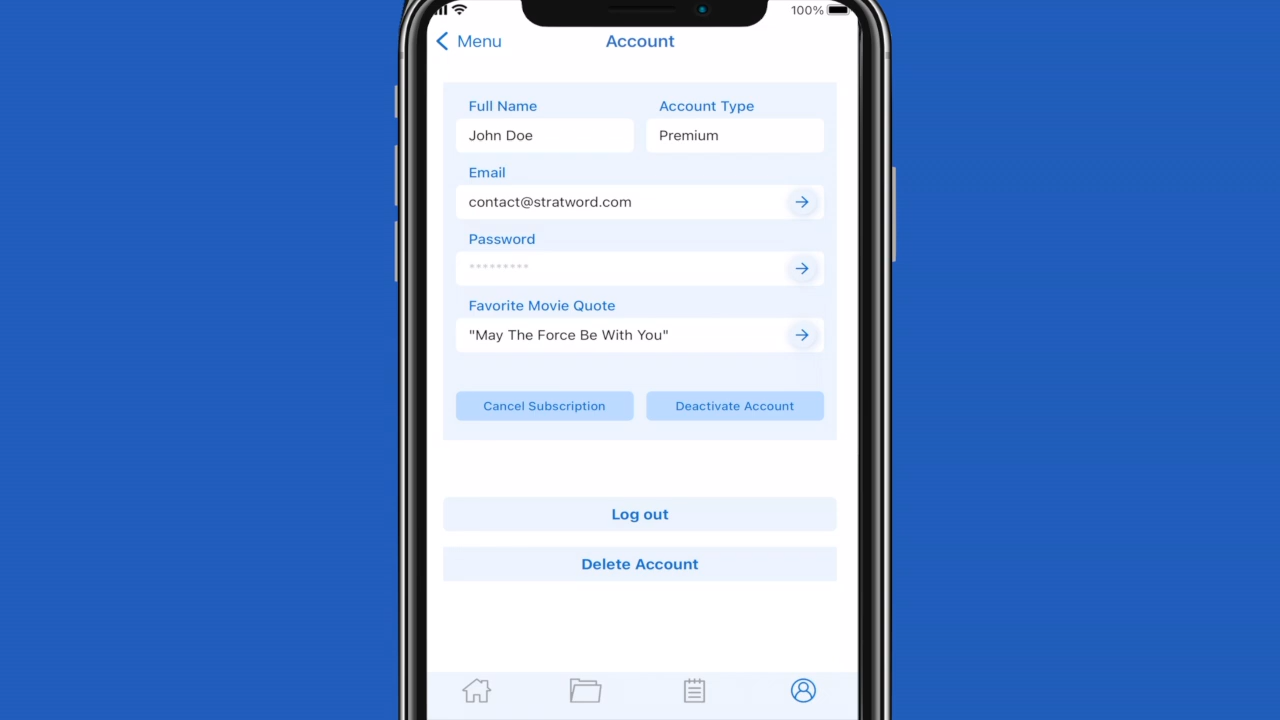 100%
Menu
Account
Full Name
Account Type
John Doe
Premium
Email
contact@stratword.com
Password
*********
Favorite Movie Quote
"May The Force Be With You"
Cancel Subscription
Deactivate Account
Log out
Delete Account